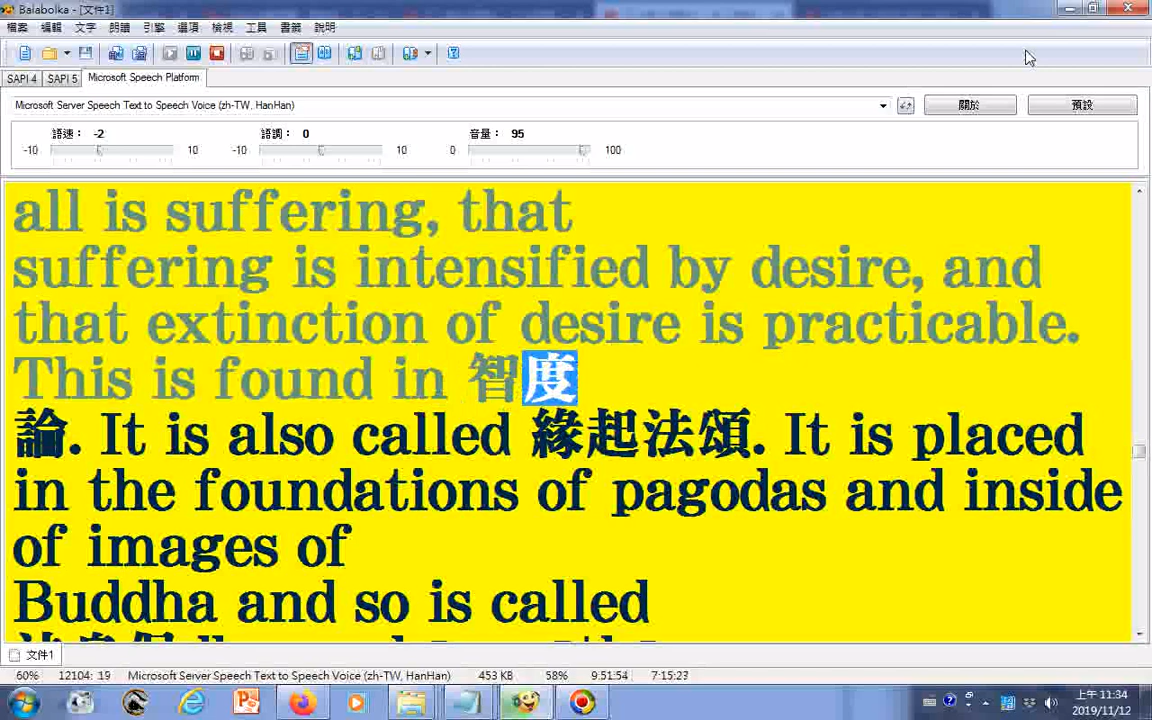 Balabolka - [文件1]
檔案 編輯 文字 朗讀 引擎 選項 檢視 工具 書籤 說明
SAPI 4 SAPI 5 Microsoft Speech Platform
Microsoft Server Speech Text to Speech Voice (zh-TW, HanHan) 關於 預設
語速： -2 語調： 0 音量： 95
-10 10 -10 10 0 100
all is suffering, that
suffering is intensified by desire, and
that extinction of desire is practicable.
This is found in 智度
論. It is also called 緣起法頌. It is placed
in the foundations of pagodas and inside
of images of
Buddha and so is called
文件1
60% 12104: 19 Microsoft Server Speech Text to Speech Voice (zh-TW, HanHan) 453 KB 58% 9:51:54 7:15:23
上午 11:34
2019/11/12